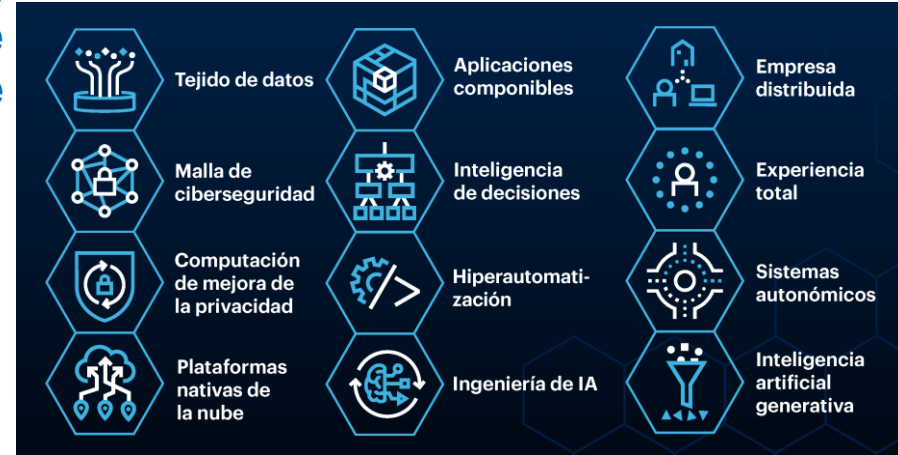 Tejido de datos
Malla de
ciberseguridad
Computación
de mejora de
la privacidad
Plataformas
nativas de
la nube
Aplicaciones
componibles
Inteligencia
de decisiones
Hiperautomati-
zación
Ingeniería de IA
Empresa
distribuida
Experiencia
total
Sistemas
autonómicos
Inteligencia
artificial
generativa